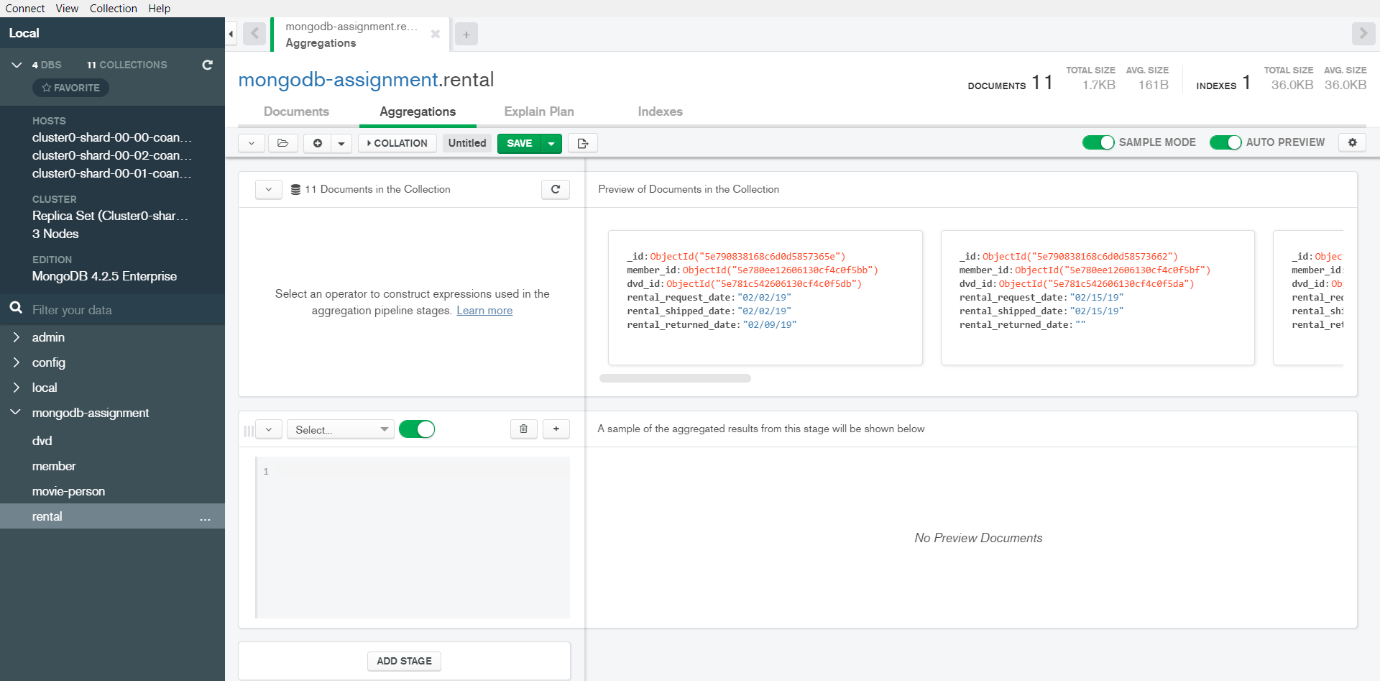 Connect View Collection Help
Local
4 DBS 11 COLLECTIONS
FAVORITE
HOSTS
cluster0-shard-00-00-coan...
cluster0-shard-00-02-coan...
cluster0-shard-00-01-coan...
CLUSTER
Replica Set (Cluster0-shar...
3 Nodes
EDITION
MongoDB 4.2.5 Enterprise
Filter your data
admin
config
local
mongodb-assignment
dvd
member
movie-person
rental ...
mongodb-assignment.re...
Aggregations
mongodb-assignment.rental
DOCUMENTS 11 TOTAL SIZE 1.7KB AVG. SIZE 161B INDEXES 1 TOTAL SIZE 36.0KB AVG. SIZE 36.0KB
Documents Aggregations Explain Plan Indexes
COLLATION Untitled SAVE SAMPLE MODE AUTO PREVIEW
11 Documents in the Collection
Select an operator to construct expressions used in the
aggregation pipeline stages. Learn more
Preview of Documents in the Collection
_id:ObjectId("5e790838168c6d0d5857365e")
member_id:ObjectId("5e780ee12606130cf4c0f5bb")
dvd_id:ObjectId("5e781c542606130cf4c0f5db")
rental_request_date:"02/02/19"
rental_shipped_date:"02/02/19"
rental_returned_date:"02/09/19"
_id:ObjectId("5e790838168c6d0d58573662")
member_id:ObjectId("5e780ee12606130cf4c0f5bf")
dvd_id:ObjectId("5e781c542606130cf4c0f5da")
rental_request_date:"02/15/19"
rental_shipped_date:"02/15/19"
rental_returned_date:""
_id:Objec
member_id:
dvd_id:Ob
rental_rec
rental_shi
rental_ret
Select...
1
A sample of the aggregated results from this stage will be shown below
No Preview Documents
ADD STAGE